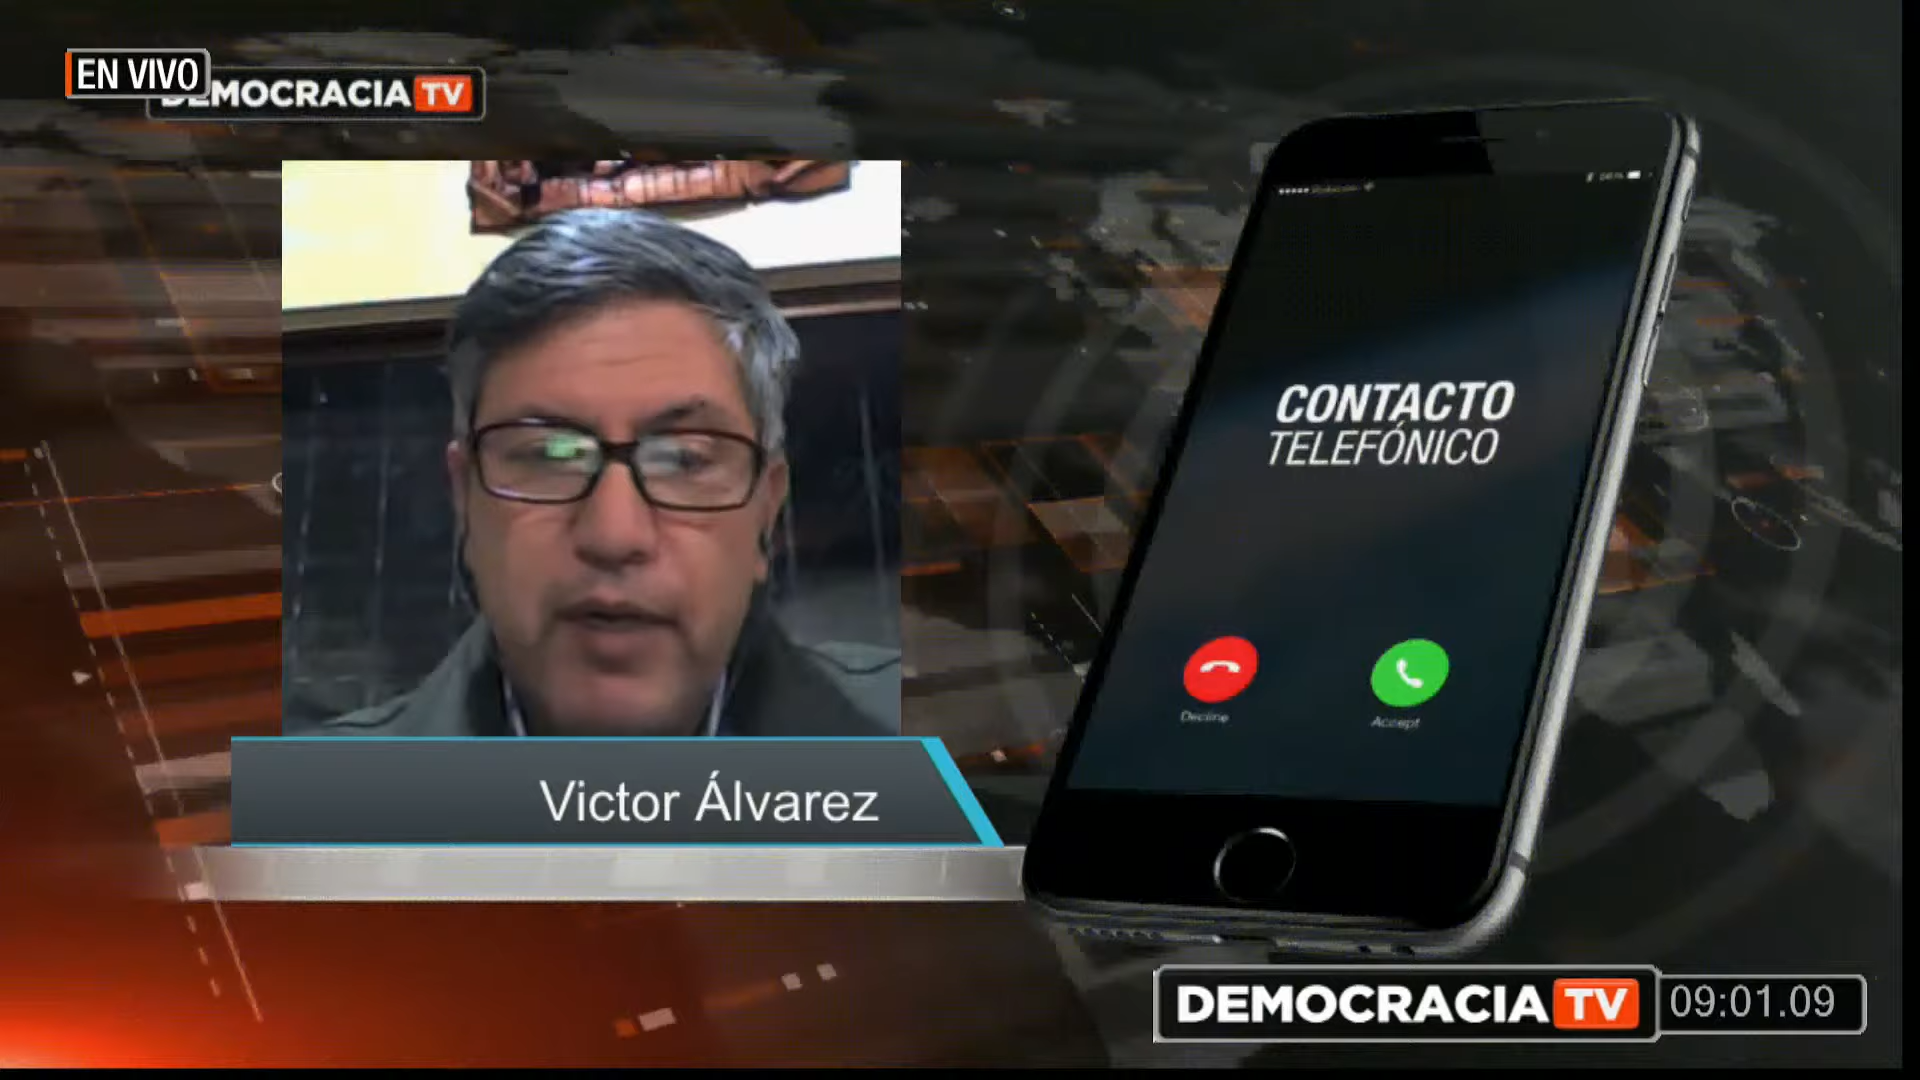 EN VIVO
DEMOCRACIA TV
CONTACTO
TELEFÓNICO
Decline
Accept
Victor Álvarez
DEMOCRACIA TV
09:01.09